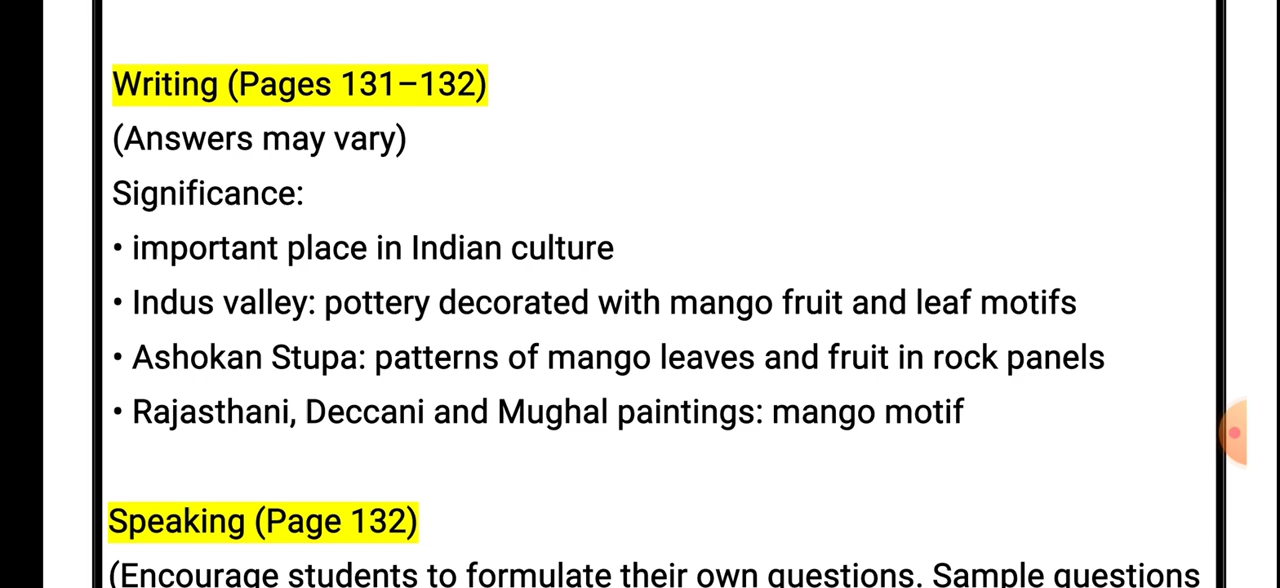 Writing (Pages 131–132)
(Answers may vary)
Significance:
• important place in Indian culture
• Indus valley: pottery decorated with mango fruit and leaf motifs
• Ashokan Stupa: patterns of mango leaves and fruit in rock panels
• Rajasthani, Deccani and Mughal paintings: mango motif
Speaking (Page 132)
(Encourage students to formulate their own questions. Sample questions